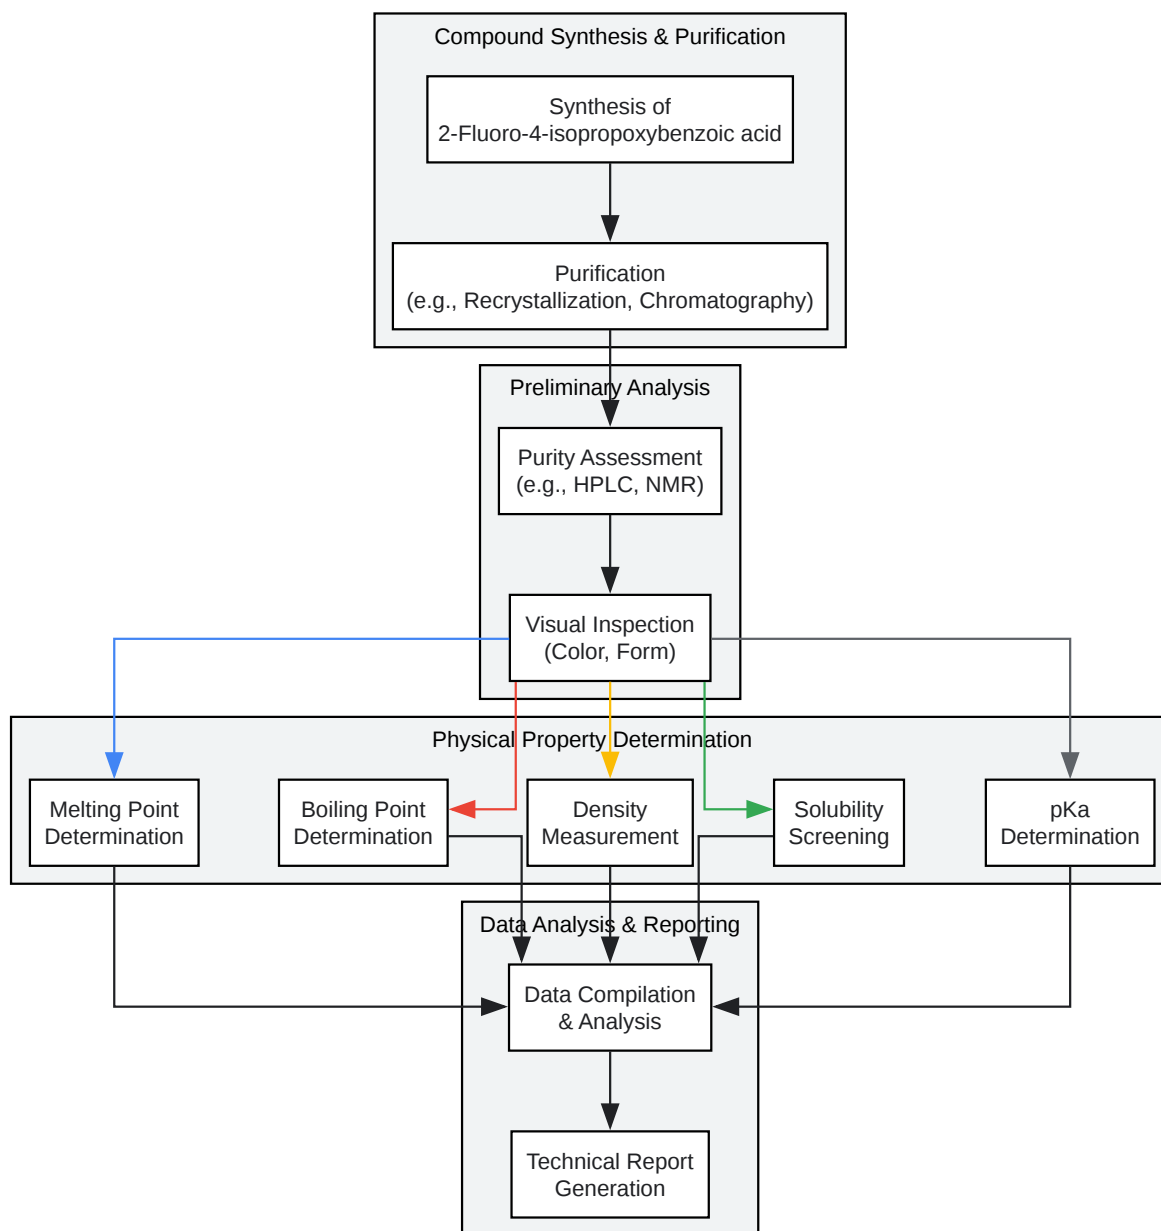 Compound Synthesis & Purification
Synthesis of
2-Fluoro-4-isopropoxybenzoic acid
Purification
(e.g., Recrystallization, Chromatography)
Preliminary Analysis
Purity Assessment
(e.g., HPLC, NMR)
Visual Inspection
(Color, Form)
Physical Property Determination
Melting Point
Determination
Boiling Point
Determination
Density
Measurement
Solubility
Screening
pKa
Determination
Data Analysis & Reporting
Data Compilation
& Analysis
Technical Report
Generation